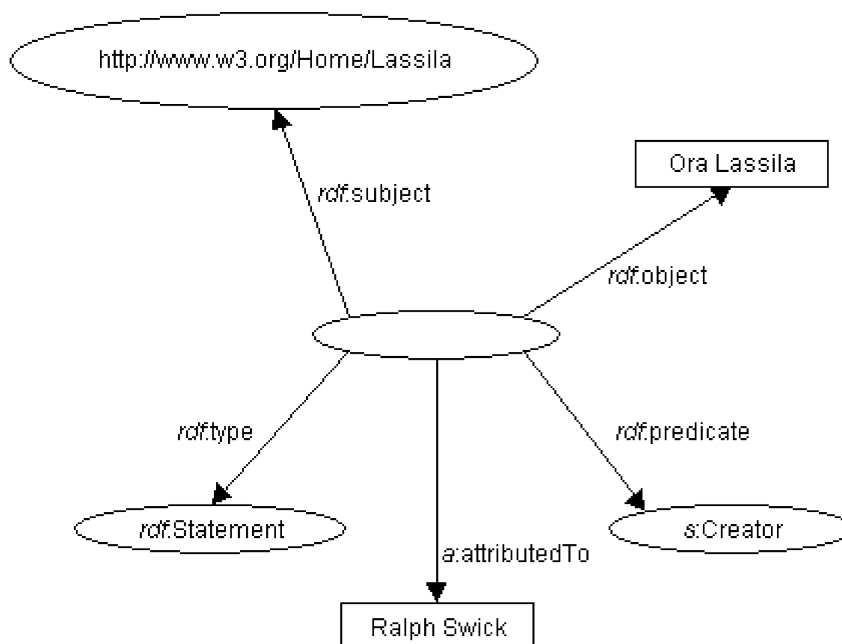 http://www.w3.org/Home/Lassila
Ora Lassila
rdf:subject
rdf:object
rdf:type
rdf:predicate
rdf:Statement
s:Creator
a:attributedTo
Ralph Swick